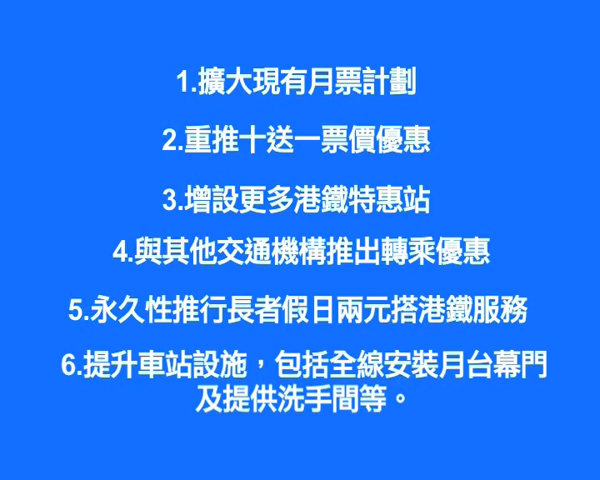 1.擴大現有月票計劃
2.重推十送一票價優惠
3.增設更多港鐵特惠站
4.與其他交通機構推出轉乘優惠
5.永久性推行長者假日兩元搭港鐵服務
6.提升車站設施，包括全線安裝月台幕門
及提供洗手間等。